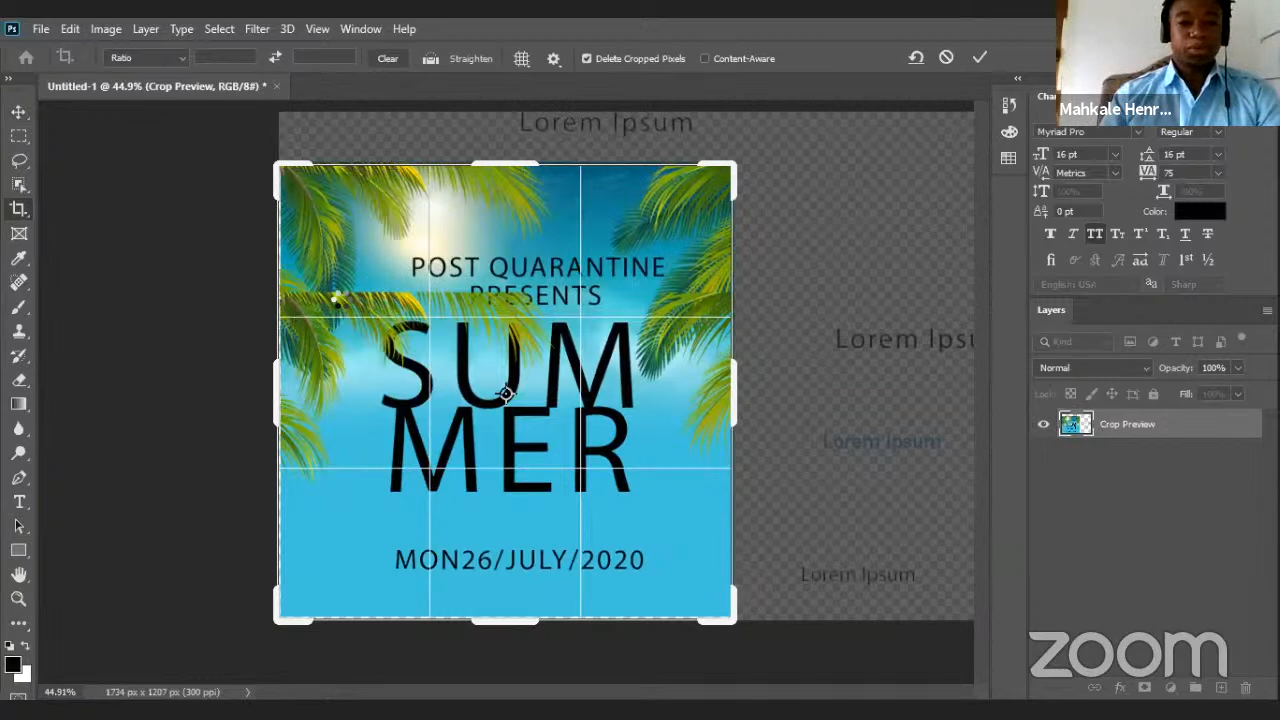 Ps File Edit Image Layer Type Select Filter 3D View Window Help
Ratio Clear Straighten Delete Cropped Pixels Content-Aware
Untitled-1 @ 44.9% (Crop Preview, RGB/8#) * ×
Mahkale Henr...
Myriad Pro Regular
16 pt 16 pt
Metrics 75
100% 100%
0 pt Color:
English: USA Sharp
Layers
Kind
Normal Opacity: 100%
Lock: Fill: 100%
Crop Preview
Lorem Ipsum
POST QUARANTINE
PRESENTS
SUM
MER
MON26/JULY/2020
Lorem Ipsu
Lorem Ipsum
Lorem Ipsum
zoom
44.91% 1734 px x 1207 px (300 ppi)